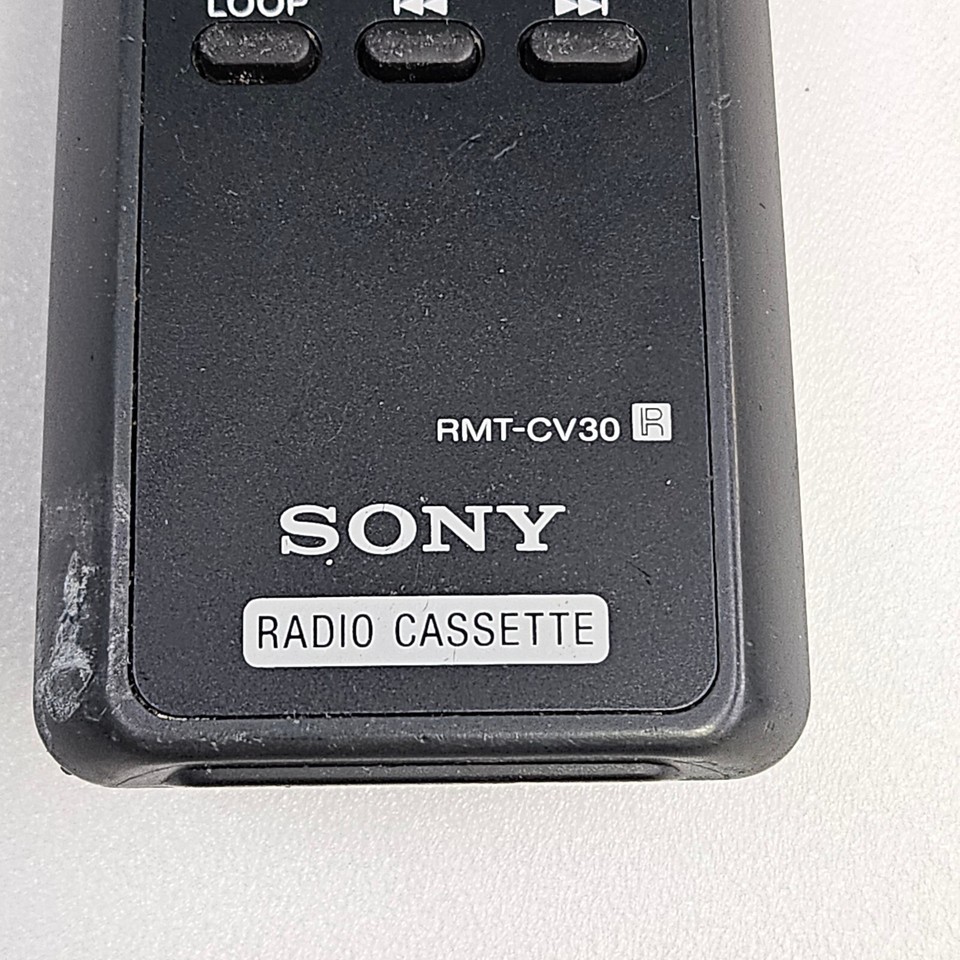 LOOP
RMT-CV30 R
SONY
RADIO CASSETTE